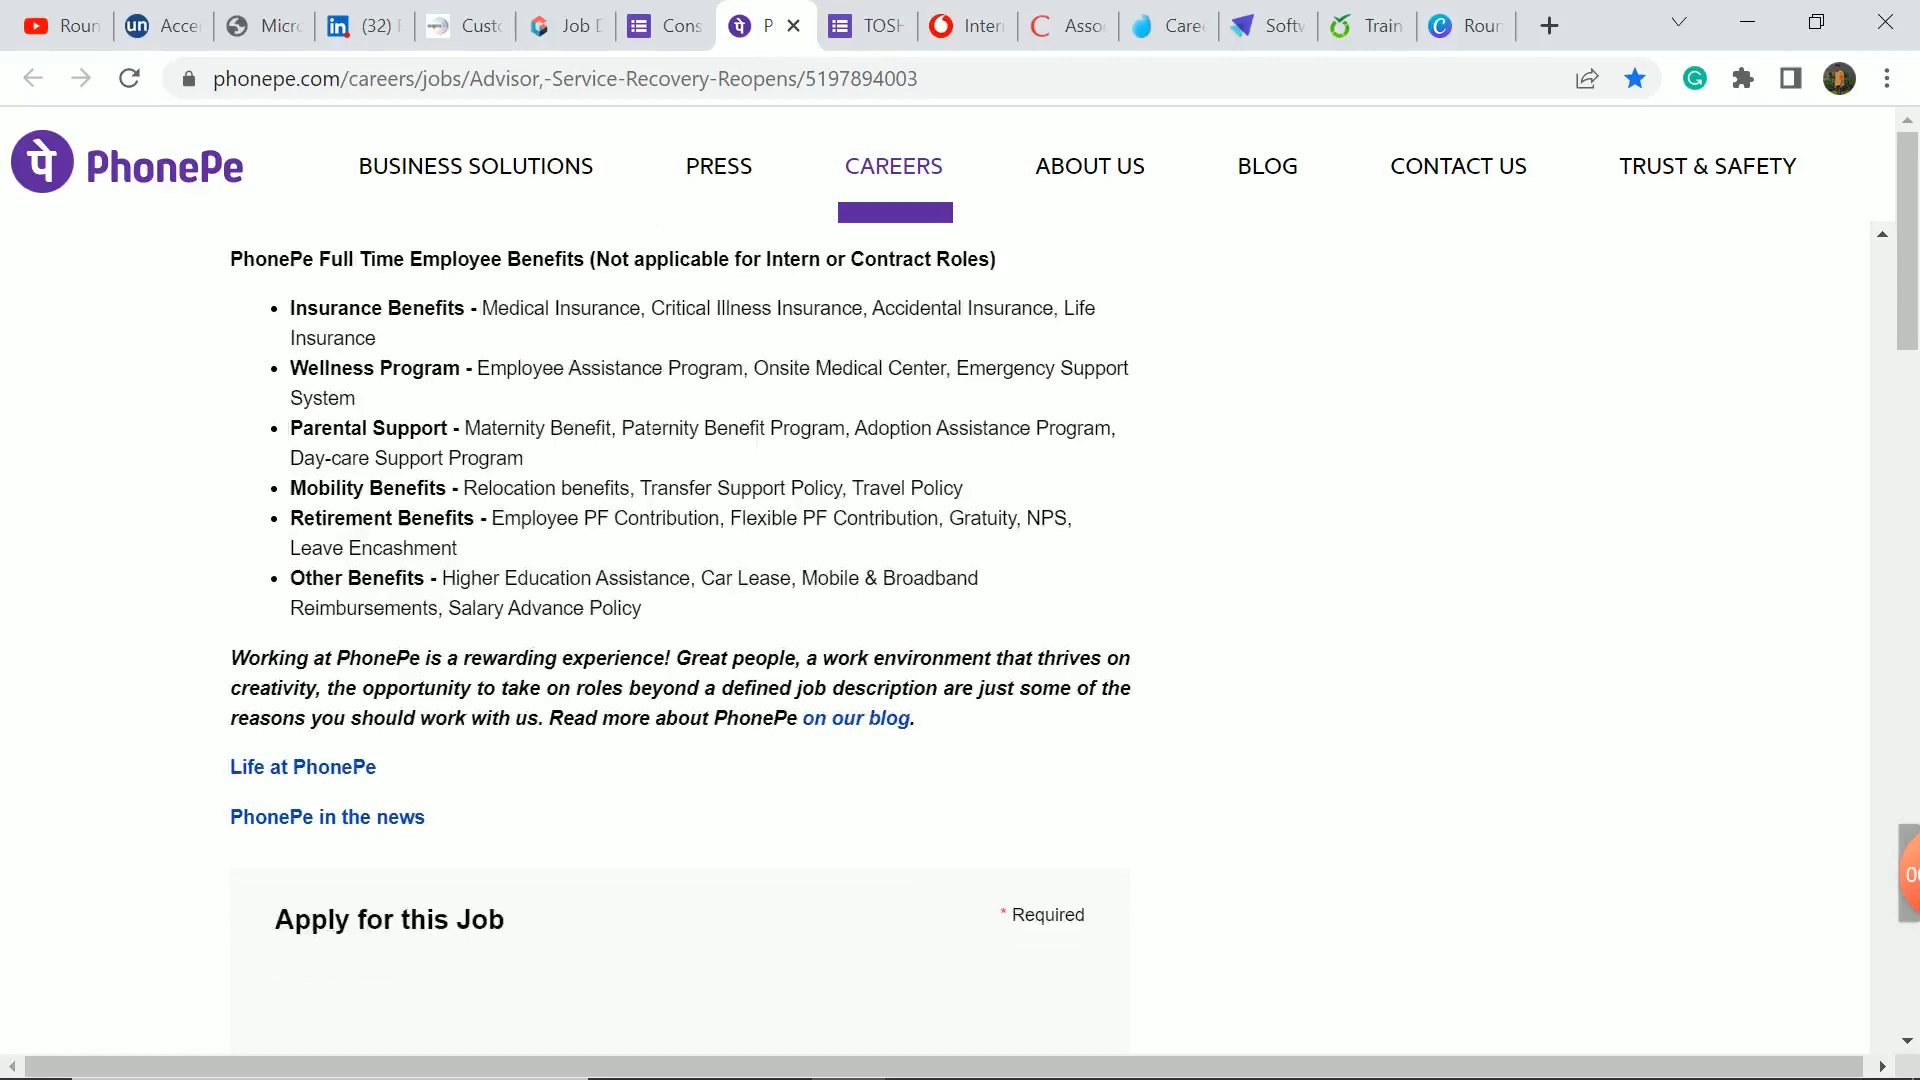 Roun
un Acce
Micro
in (32) F
Custo
Job D
Cons
पे P
TOSH
Inter
C Asso
Care
Softw
Train
C Roun
phonepe.com/careers/jobs/Advisor,-Service-Recovery-Reopens/5197894003
पे PhonePe
BUSINESS SOLUTIONS
PRESS
CAREERS
ABOUT US
BLOG
CONTACT US
TRUST & SAFETY
PhonePe Full Time Employee Benefits (Not applicable for Intern or Contract Roles)
• Insurance Benefits - Medical Insurance, Critical Illness Insurance, Accidental Insurance, Life
Insurance
• Wellness Program - Employee Assistance Program, Onsite Medical Center, Emergency Support
System
• Parental Support - Maternity Benefit, Paternity Benefit Program, Adoption Assistance Program,
Day-care Support Program
• Mobility Benefits - Relocation benefits, Transfer Support Policy, Travel Policy
• Retirement Benefits - Employee PF Contribution, Flexible PF Contribution, Gratuity, NPS,
Leave Encashment
• Other Benefits - Higher Education Assistance, Car Lease, Mobile & Broadband
Reimbursements, Salary Advance Policy
Working at PhonePe is a rewarding experience! Great people, a work environment that thrives on
creativity, the opportunity to take on roles beyond a defined job description are just some of the
reasons you should work with us. Read more about PhonePe on our blog.
Life at PhonePe
PhonePe in the news
Apply for this Job
* Required